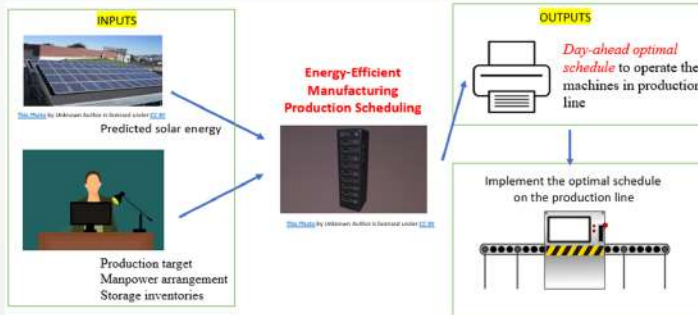 INPUTS
This Photo by Unknown Author is licensed under CC BY
Predicted solar energy
Production target
Manpower arrangement
Storage inventories
Energy-Efficient
Manufacturing
Production Scheduling
This Photo by Unknown Author is licensed under CC BY
OUTPUTS
Day-ahead optimal
schedule to operate the
machines in production
line
Implement the optimal schedule
on the production line